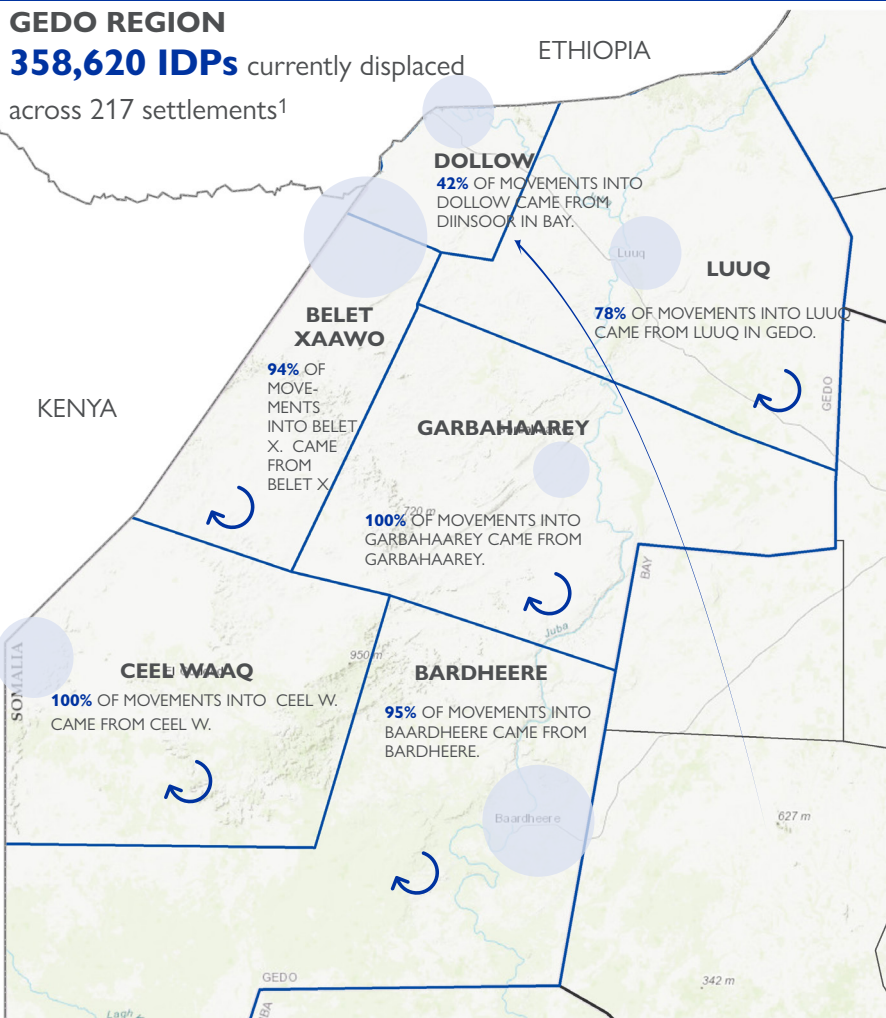 GEDO REGION
358,620 IDPs currently displaced
across 217 settlements1
ETHIOPIA
DOLLOW
42% OF MOVEMENTS INTO
DOLLOW CAME FROM
DIINSOOR IN BAY.
Luuq
LUUQ
78% OF MOVEMENTS INTO LUUQ
CAME FROM LUUQ IN GEDO.
GEDO
BELET
XAAWO
94% OF
MOVE-
MENTS
INTO BELET
X. CAME
FROM
BELET X.
KENYA
GARBAHAAREY
720 m
100% OF MOVEMENTS INTO
GARBAHAAREY CAME FROM
GARBAHAAREY.
BAY
Juba
950 m
SOMALIA
CEEL WAAQ
100% OF MOVEMENTS INTO CEEL W.
CAME FROM CEEL W.
BARDHEERE
95% OF MOVEMENTS INTO
BAARDHEERE CAME FROM
BARDHEERE.
Baardheere
627 m
342 m
GEDO
BA
Lagh